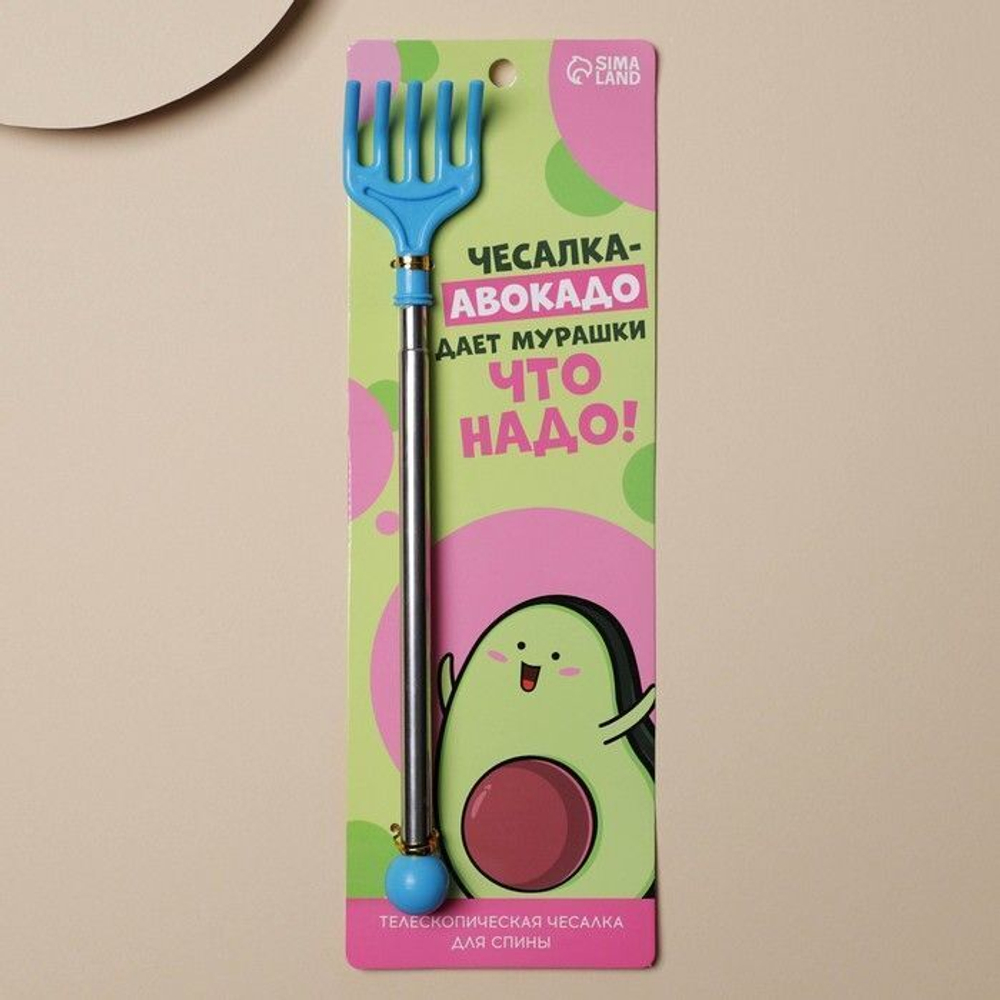 SIMA
LAND
ЧЕСАЛКА-
АВОКАДО
ДАЕТ МУРАШКИ
ЧТО
НАДО!
ТЕЛЕСКОПИЧЕСКАЯ ЧЕСАЛКА
ДЛЯ СПИНЫ